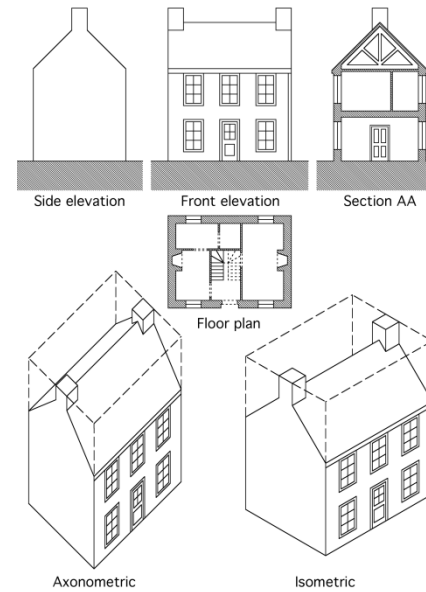 Side elevation
Front elevation
Section AA
Floor plan
Axonometric
Isometric